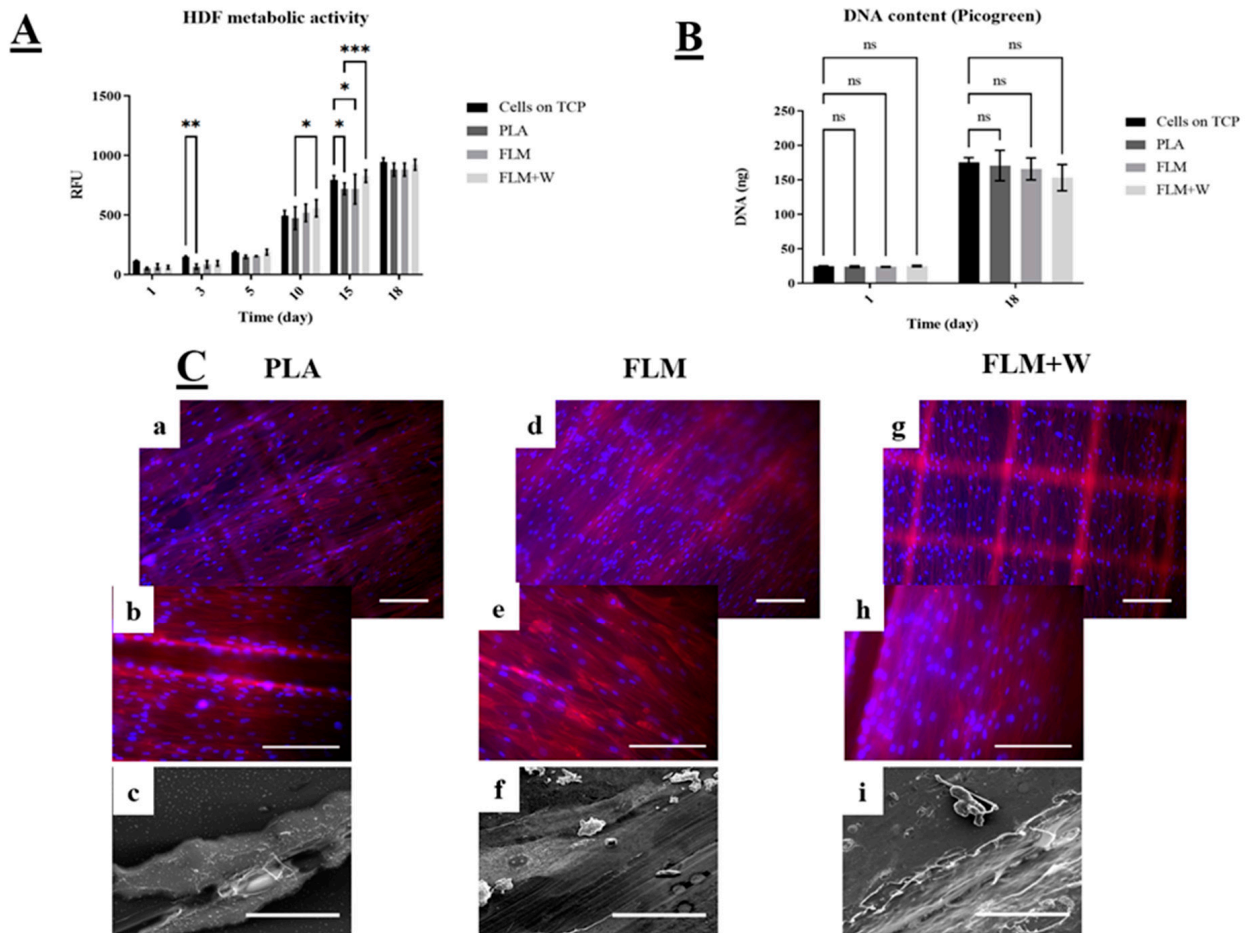 A
HDF metabolic activity
***
*
**
*
*
1500
1000
500
0
RFU
1
3
5
10
15
18
Time (day)
Cells on TCP
PLA
FLM
FLM+W
B
DNA content (Picogreen)
ns
ns
ns
ns
ns
ns
250
200
150
100
50
0
DNA (ng)
1
18
Time (day)
Cells on TCP
PLA
FLM
FLM+W
C
PLA
FLM
FLM+W
a
d
g
b
e
h
c
f
i